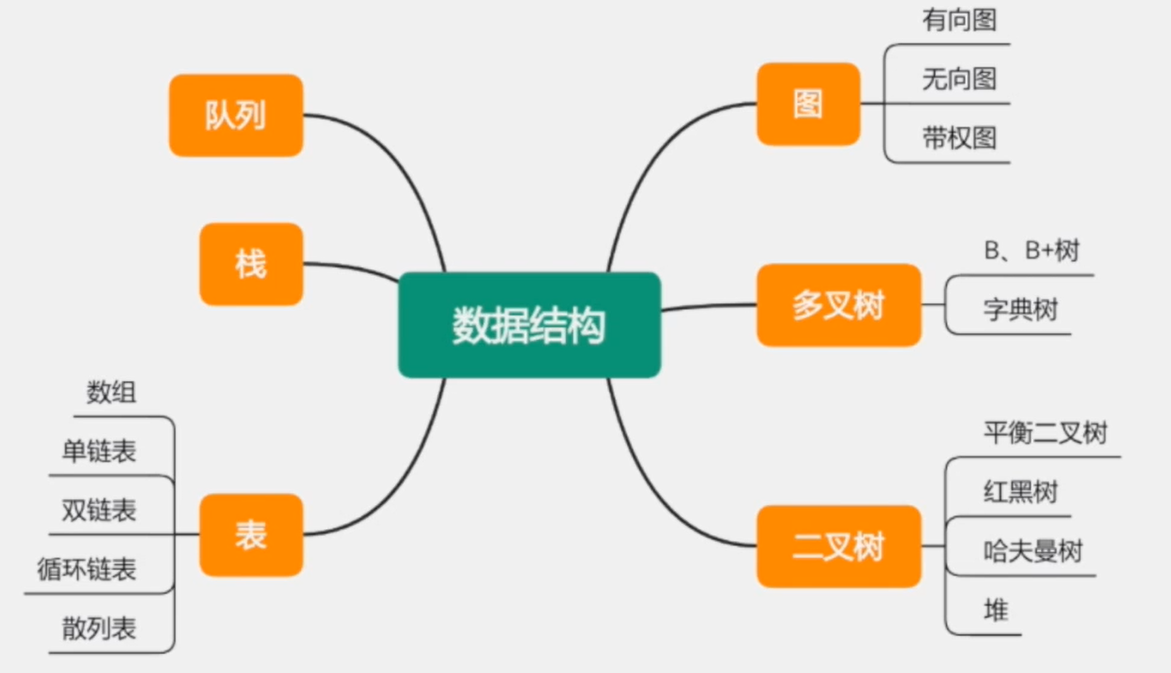 数据结构
队列
栈
表
数组
单链表
双链表
循环链表
散列表
图
有向图
无向图
带权图
多叉树
B、B+树
字典树
二叉树
平衡二叉树
红黑树
哈夫曼树
堆